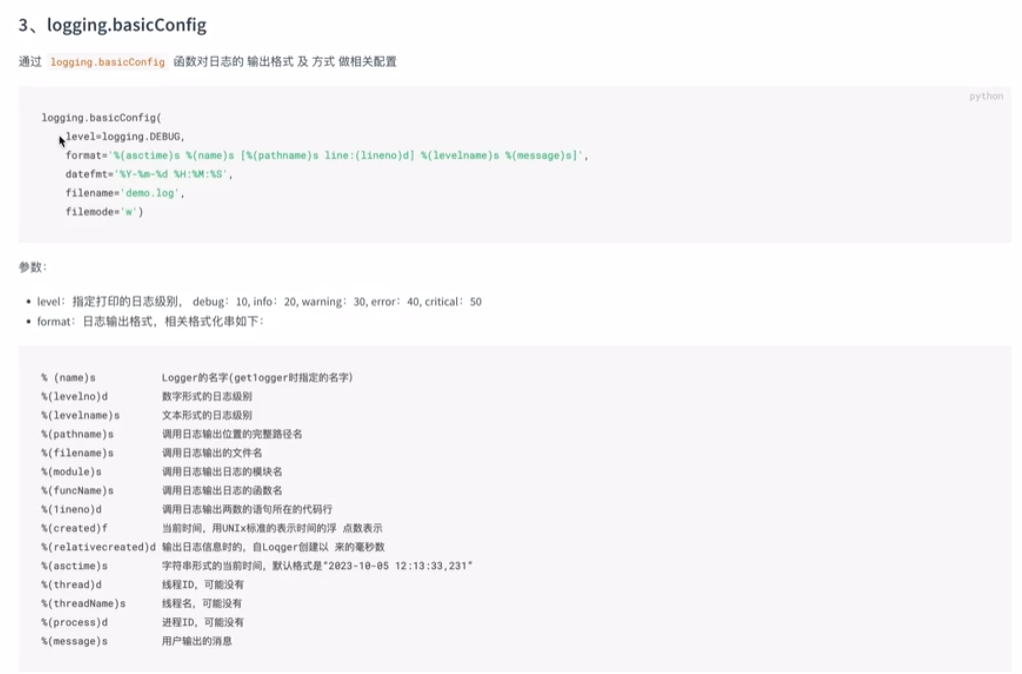 3、logging.basicConfig
通过 logging.basicConfig 函数对日志的 输出格式 及 方式 做相关配置
python
logging.basicConfig(
level=logging.DEBUG,
format='%(asctime)s %(name)s [%(pathname)s line:(lineno)d] %(levelname)s %(message)s]',
datefmt='%Y-%m-%d %H:%M:%S',
filename='demo.log',
filemode='w')
参数：
• level：指定打印的日志级别， debug：10, info：20, warning：30, error：40, critical：50
• format：日志输出格式，相关格式化串如下：
% (name)s Logger的名字(get1ogger时指定的名字)
%(levelno)d 数字形式的日志级别
%(levelname)s 文本形式的日志级别
%(pathname)s 调用日志输出位置的完整路径名
%(filename)s 调用日志输出的文件名
%(module)s 调用日志输出日志的模块名
%(funcName)s 调用日志输出日志的函数名
%(1ineno)d 调用日志输出两数的语句所在的代码行
%(created)f 当前时间，用UNIx标准的表示时间的浮 点数表示
%(relativecreated)d 输出日志信息时的，自Loqger创建以 来的毫秒数
%(asctime)s 字符串形式的当前时间，默认格式是"2023-10-05 12:13:33,231"
%(thread)d 线程ID，可能没有
%(threadName)s 线程名，可能没有
%(process)d 进程ID，可能没有
%(message)s 用户输出的消息